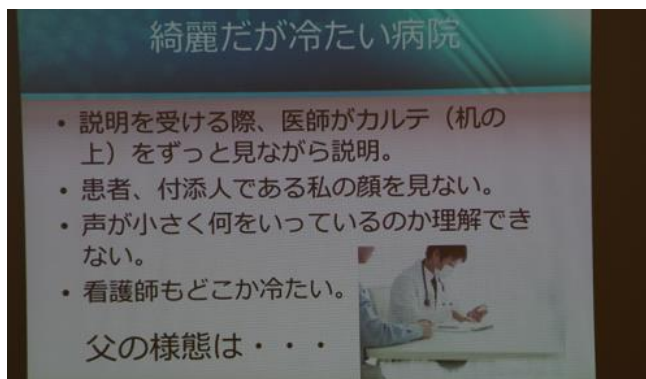 綺麗だが冷たい病院
• 説明を受ける際、医師がカルテ（机の
上）をずっと見ながら説明。
• 患者、付添人である私の顔を見ない。
• 声が小さく何をいっているのか理解でき
ない。
• 看護師もどこか冷たい。
父の様態は・・・